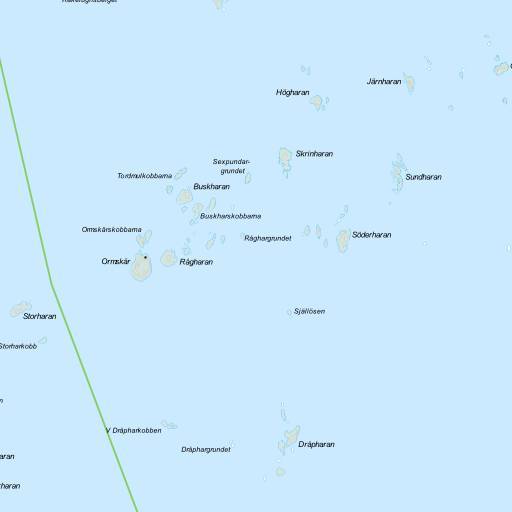 Järnharan
Högharan
Skrinharan
Sexpundar-
grundet
Tordmulkobbarna
Sundharan
Buskharan
Buskharskobbarna
Ormskärskobbarna
Råghargrundet
Söderharan
Ormskär
Rågharan
Själlösen
Storharan
Storharkobb
V Dräpharkobben
Dräpharan
Dräphargrundet